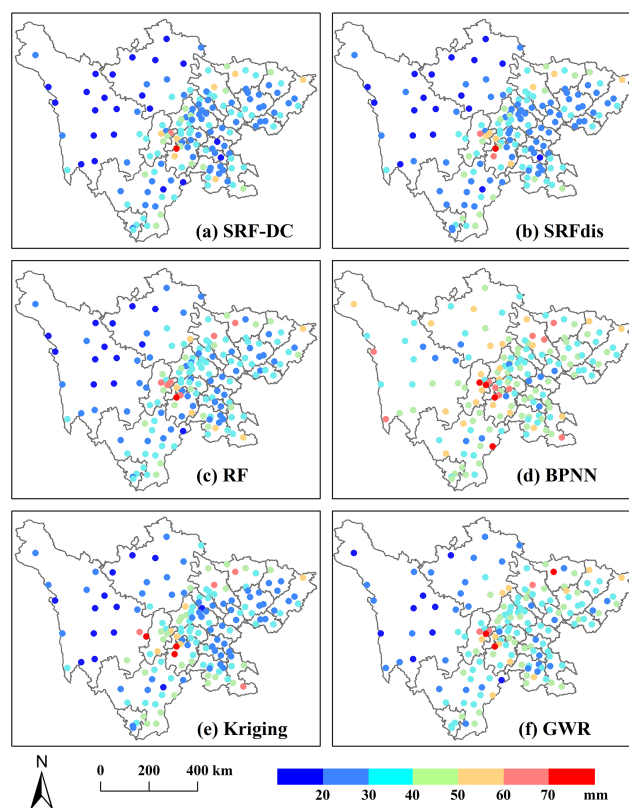 (a) SRF-DC
(b) SRFdis
(c) RF
(d) BPNN
(e) Kriging
(f) GWR
N
0 200 400 km
20 30 40 50 60 70 mm